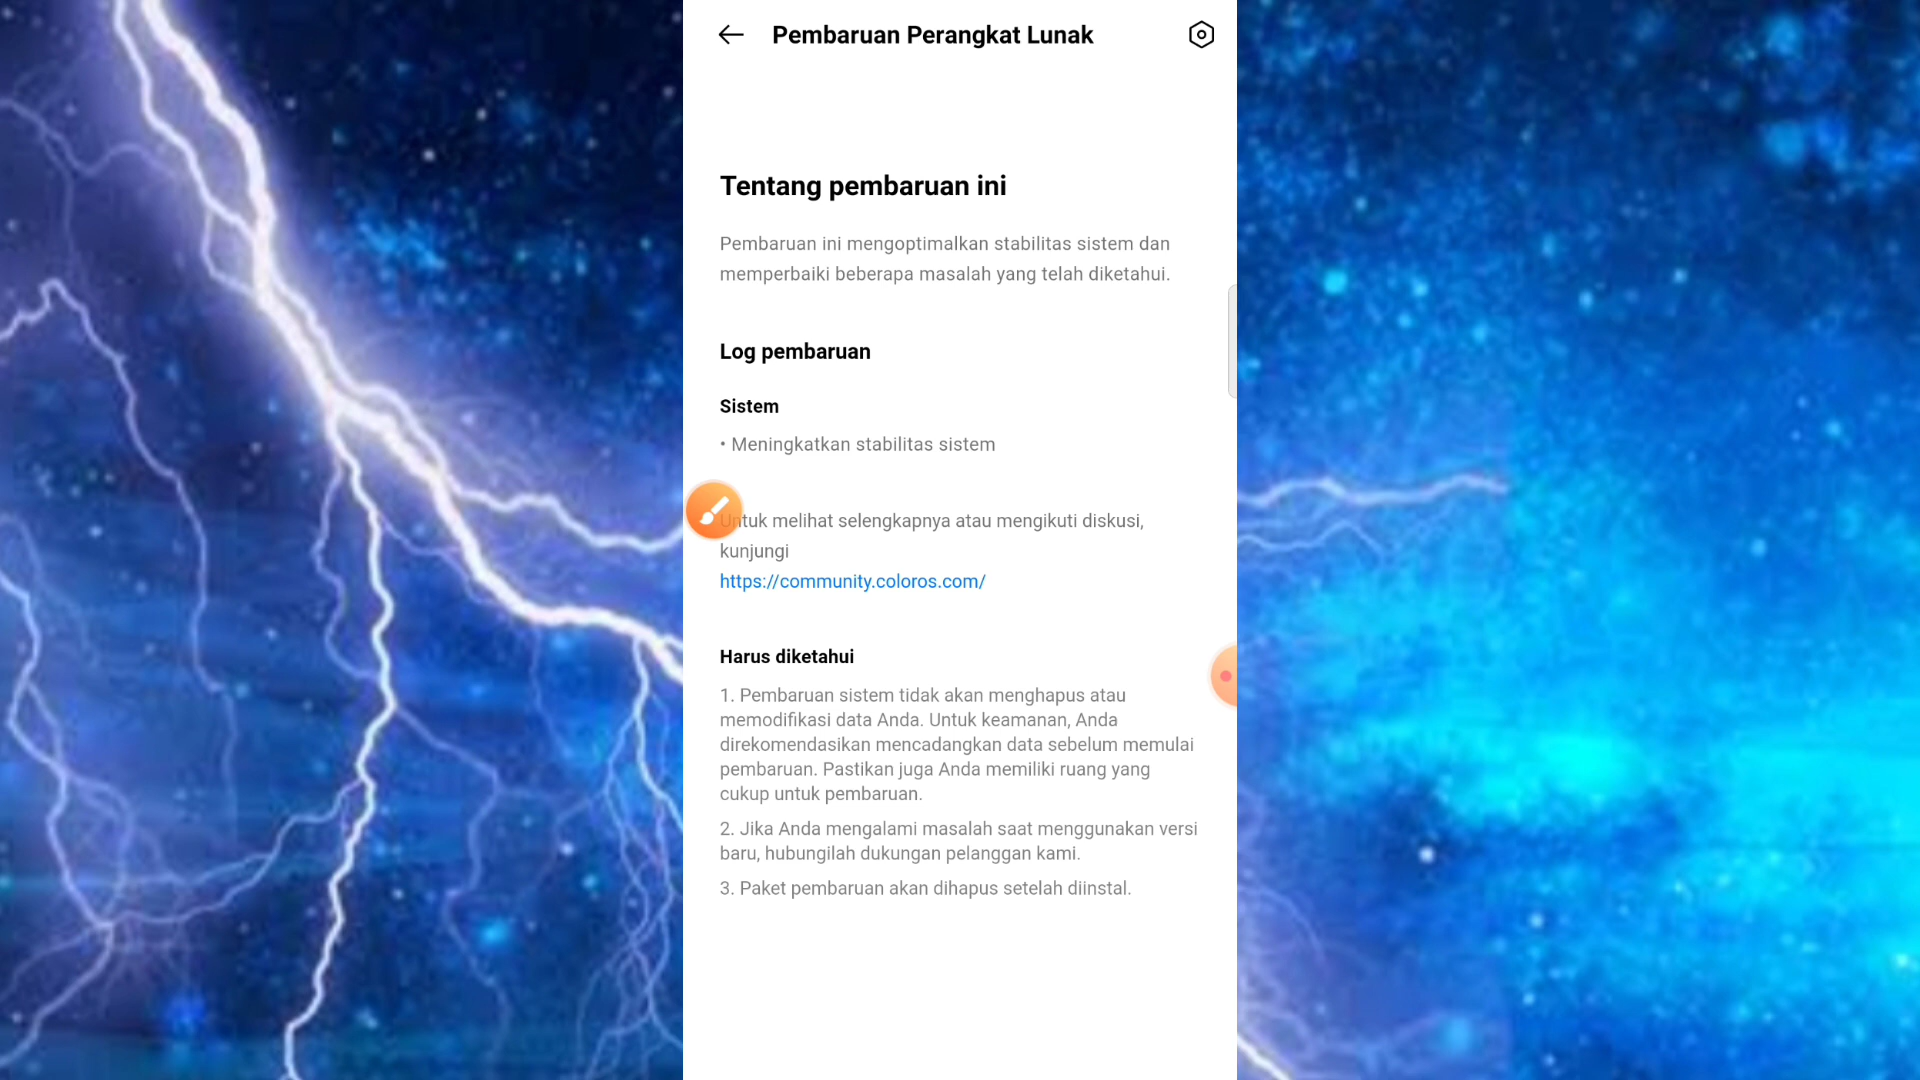 Pembaruan Perangkat Lunak
Tentang pembaruan ini
Pembaruan ini mengoptimalkan stabilitas sistem dan
memperbaiki beberapa masalah yang telah diketahui.
Log pembaruan
Sistem
• Meningkatkan stabilitas sistem
Untuk melihat selengkapnya atau mengikuti diskusi,
kunjungi
https://community.coloros.com/
Harus diketahui
1. Pembaruan sistem tidak akan menghapus atau
memodifikasi data Anda. Untuk keamanan, Anda
direkomendasikan mencadangkan data sebelum memulai
pembaruan. Pastikan juga Anda memiliki ruang yang
cukup untuk pembaruan.
2. Jika Anda mengalami masalah saat menggunakan versi
baru, hubungilah dukungan pelanggan kami.
3. Paket pembaruan akan dihapus setelah diinstal.